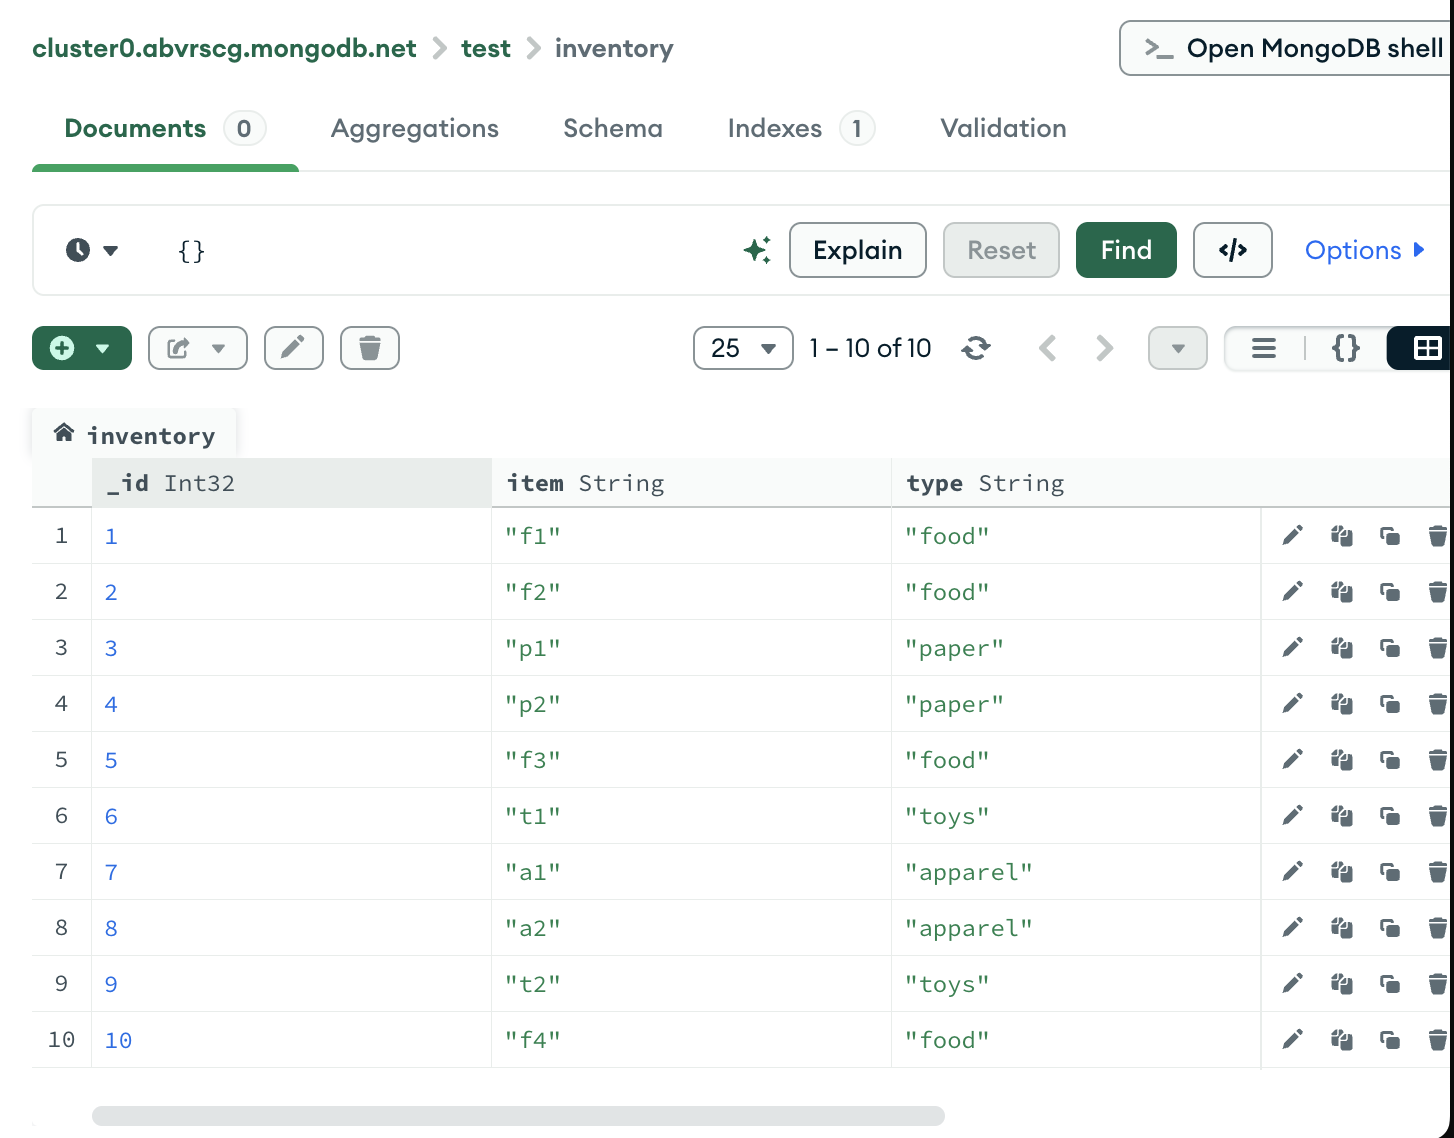 cluster0.abvrscg.mongodb.net > test > inventory
>_ Open MongoDB shell
Documents 0 Aggregations Schema Indexes 1 Validation
{} Explain Reset Find </> Options
25 1 – 10 of 10 {}
inventory
_id Int32 item String type String
1 1 "f1" "food"
2 2 "f2" "food"
3 3 "p1" "paper"
4 4 "p2" "paper"
5 5 "f3" "food"
6 6 "t1" "toys"
7 7 "a1" "apparel"
8 8 "a2" "apparel"
9 9 "t2" "toys"
10 10 "f4" "food"